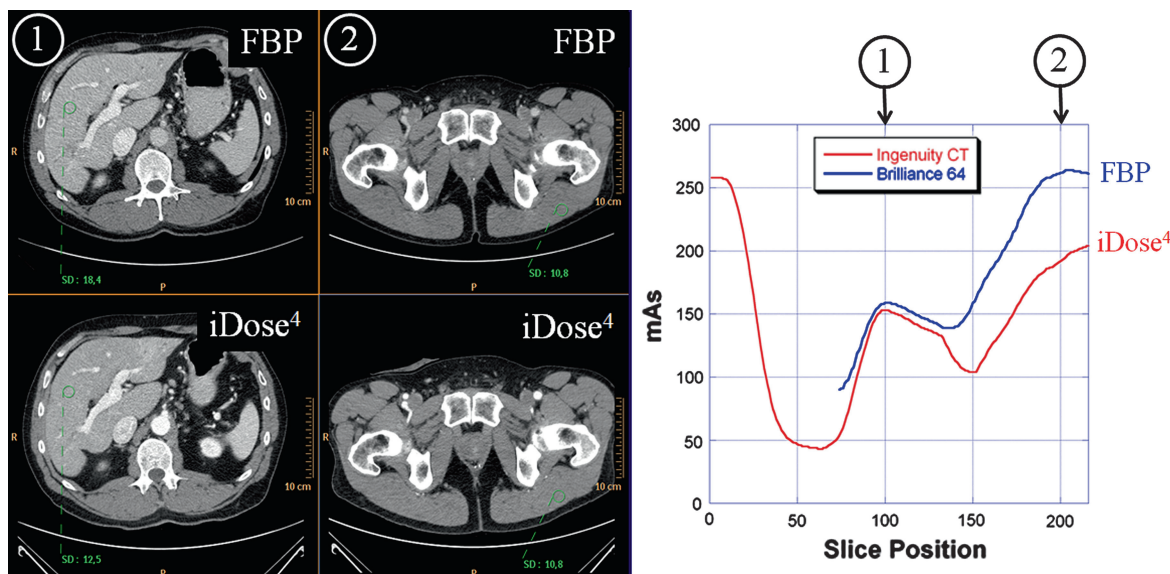 1 FBP
R
10 cm
SD : 18,4
P
2 FBP
R
10 cm
SD : 10,8
P
iDose⁴
R
10 cm
SD : 12,5
P
iDose⁴
R
10 cm
SD : 10,8
P
1 2
300
250
200
150
100
50
0
mAs
Ingenuity CT
Brilliance 64
FBP
iDose⁴
0 50 100 150 200
Slice Position